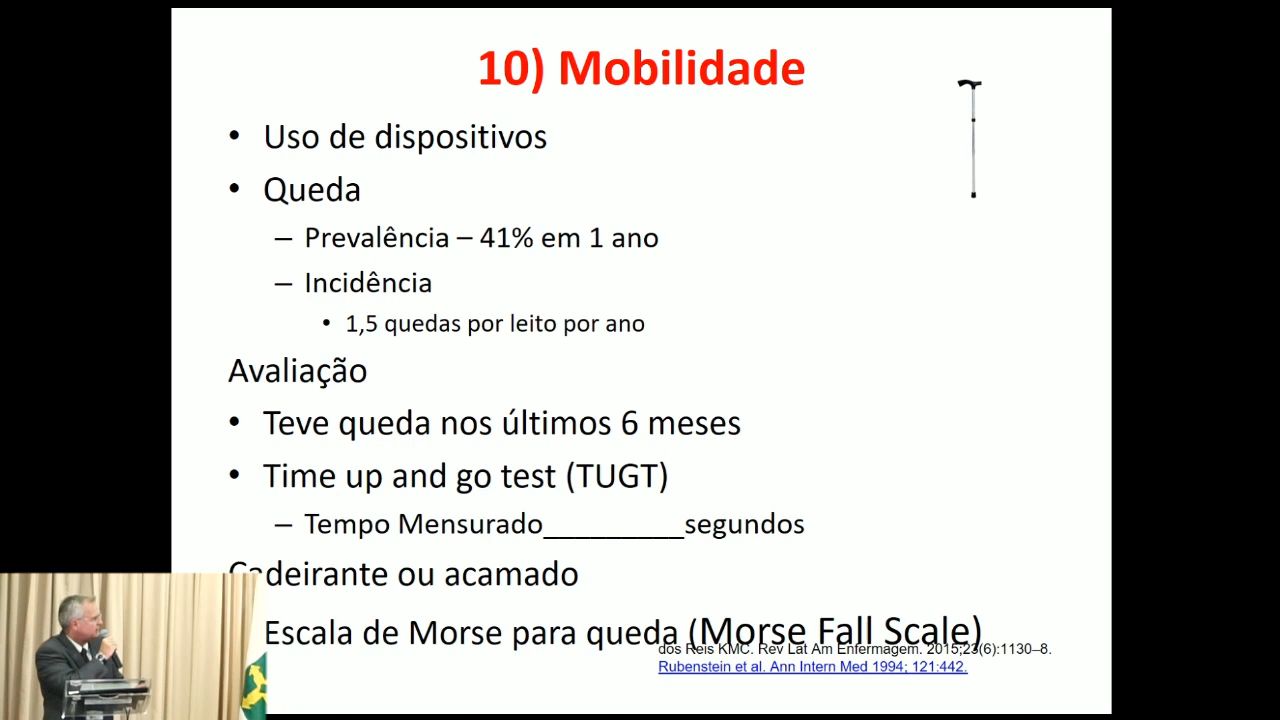 10) Mobilidade
• Uso de dispositivos
• Queda
– Prevalência – 41% em 1 ano
– Incidência
• 1,5 quedas por leito por ano
Avaliação
• Teve queda nos últimos 6 meses
• Time up and go test (TUGT)
– Tempo Mensurado_________segundos
Cadeirante ou acamado
Escala de Morse para queda (Morse Fall Scale)
dos Reis KMC. Rev Lat Am Enfermagem. 2015;23(6):1130–8.
Rubenstein et al. Ann Intern Med 1994; 121:442.